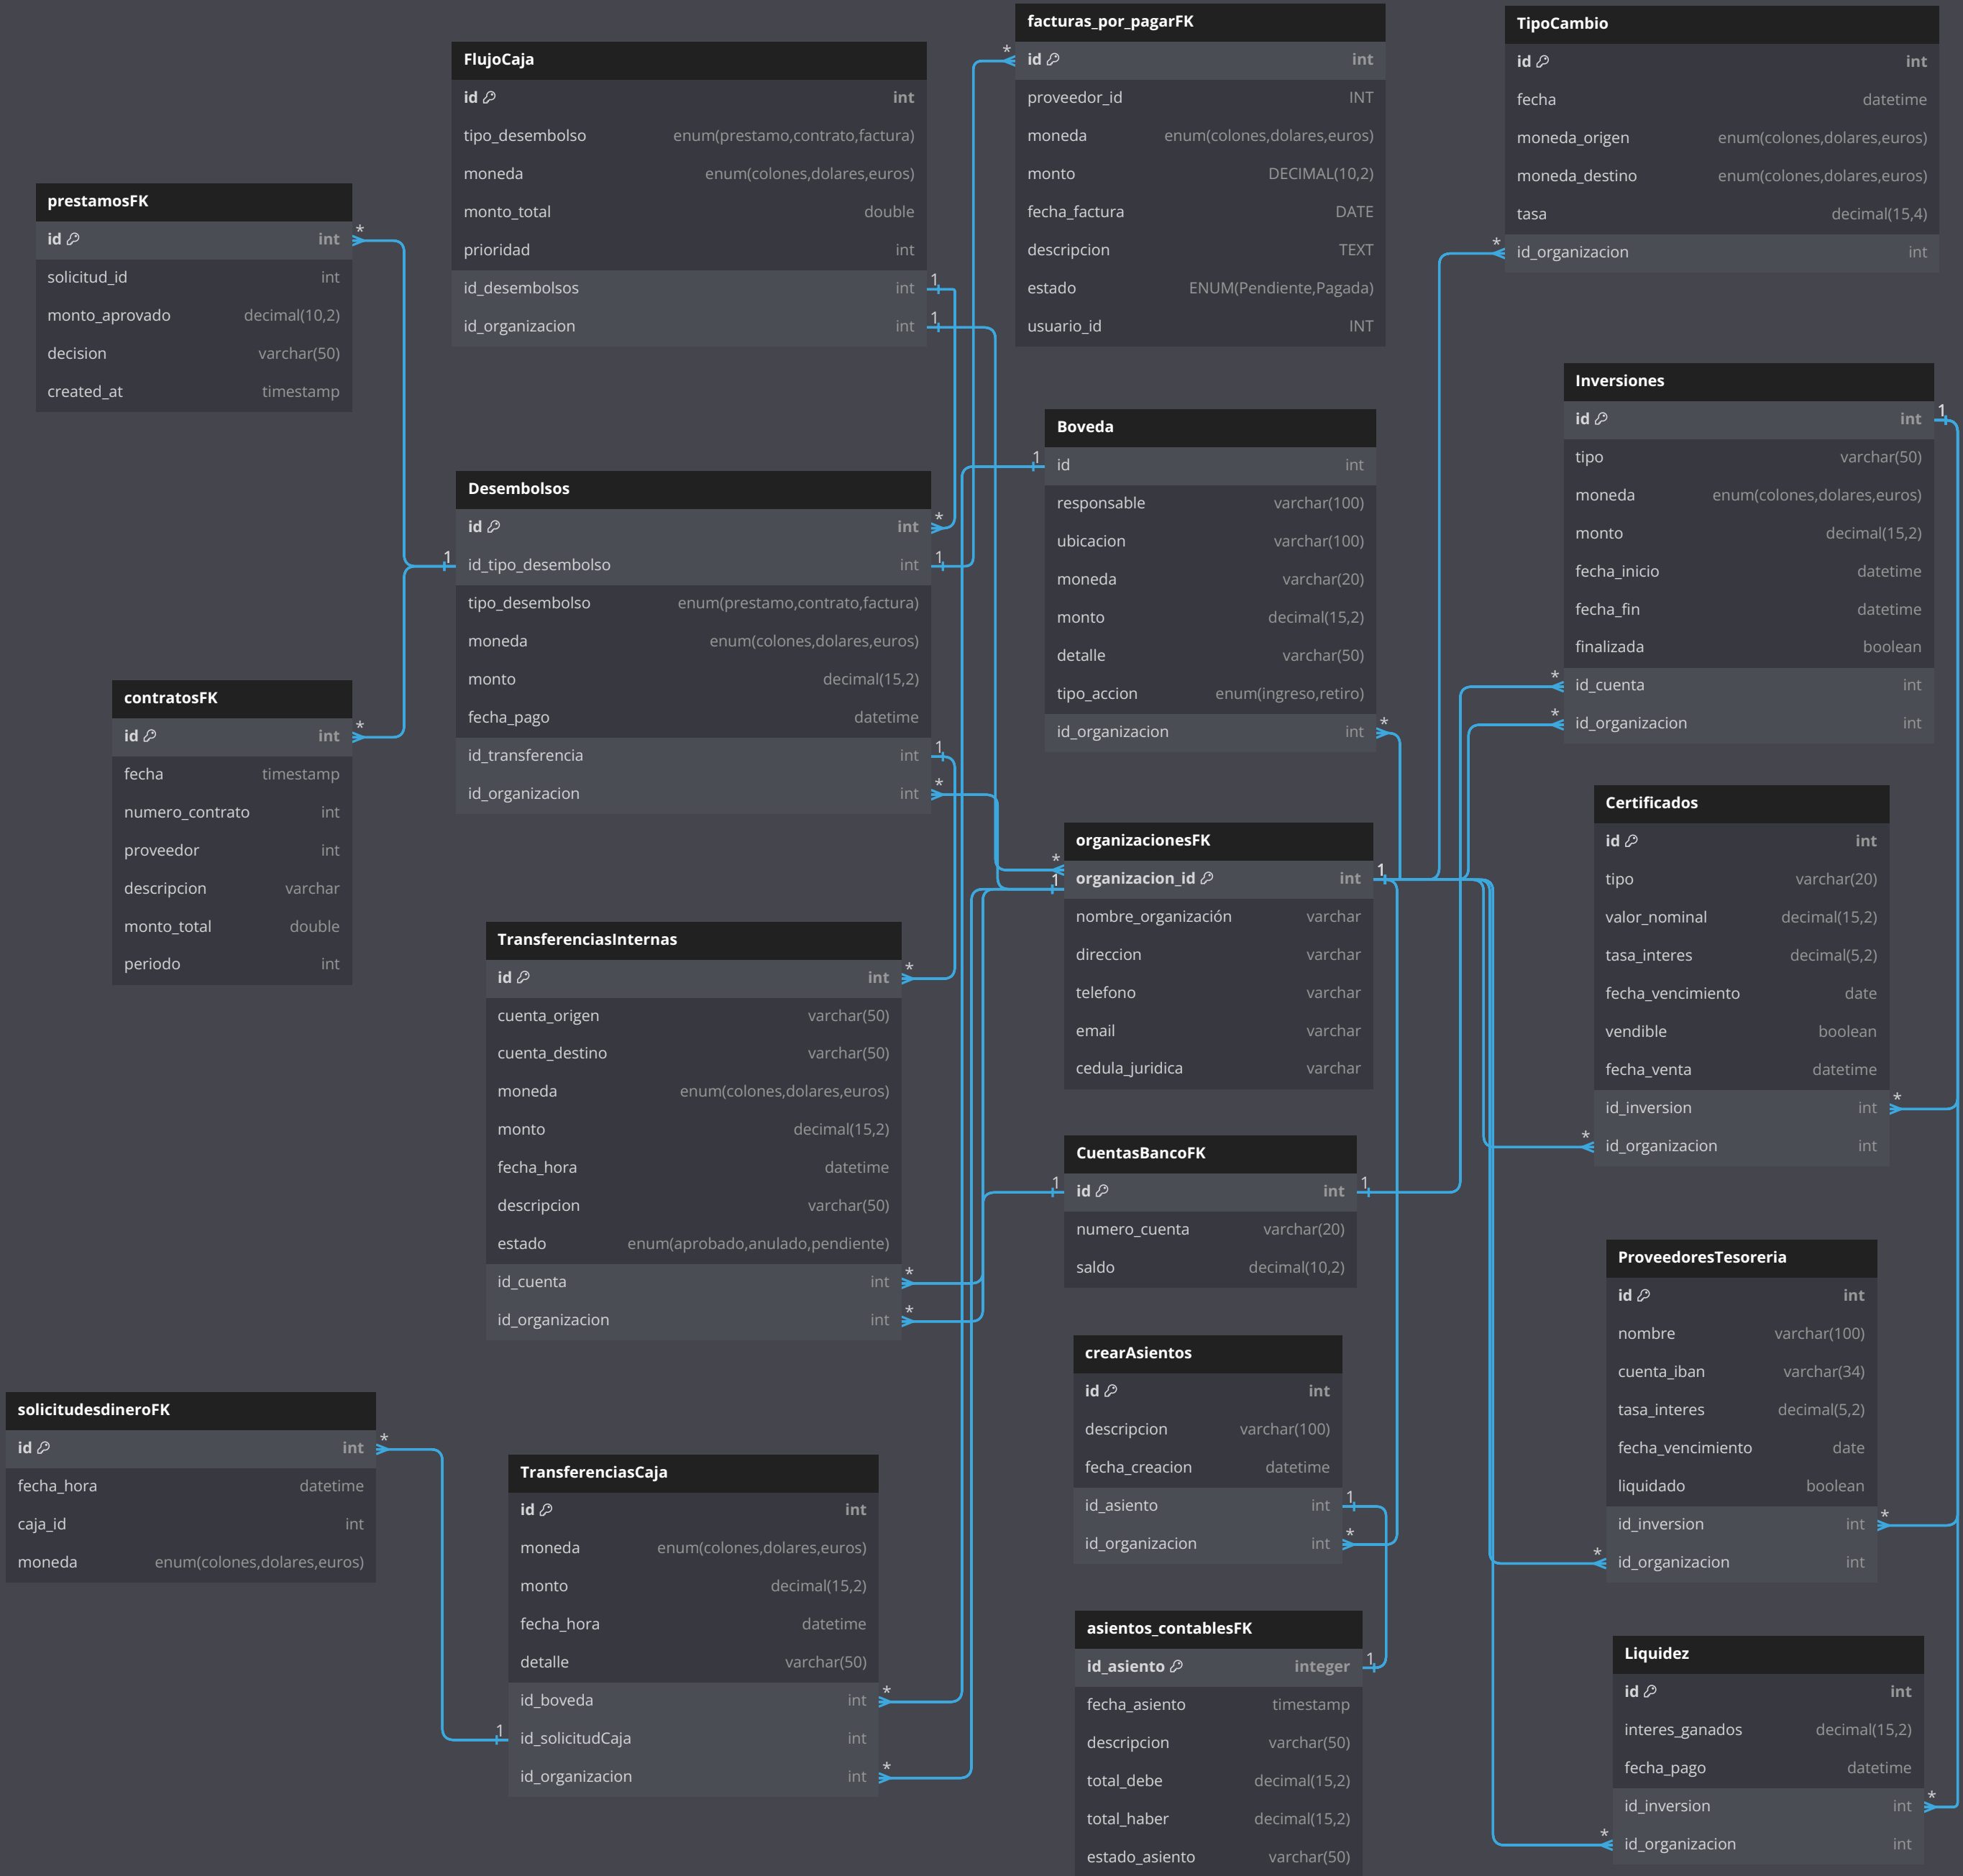 prestamosFK
id int
solicitud_id int
monto_aprovado decimal(10,2)
decision varchar(50)
created_at timestamp
*
contratosFK
id int
fecha timestamp
numero_contrato int
proveedor int
descripcion varchar
monto_total double
periodo int
*
solicitudesdineroFK
id int
fecha_hora datetime
caja_id int
moneda enum(colones,dolares,euros)
*
FlujoCaja
id int
tipo_desembolso enum(prestamo,contrato,factura)
moneda enum(colones,dolares,euros)
monto_total double
prioridad int
id_desembolsos int 1
id_organizacion int 1
Desembolsos
id int *
1 id_tipo_desembolso int 1
tipo_desembolso enum(prestamo,contrato,factura)
moneda enum(colones,dolares,euros)
monto decimal(15,2)
fecha_pago datetime
id_transferencia int 1
id_organizacion int *
TransferenciasInternas
id int *
cuenta_origen varchar(50)
cuenta_destino varchar(50)
moneda enum(colones,dolares,euros)
monto decimal(15,2)
fecha_hora datetime
descripcion varchar(50)
estado enum(aprobado,anulado,pendiente)
id_cuenta int *
id_organizacion int *
TransferenciasCaja
id int
moneda enum(colones,dolares,euros)
monto decimal(15,2)
fecha_hora datetime
detalle varchar(50)
id_boveda int *
1 id_solicitudCaja int
id_organizacion int *
facturas_por_pagarFK
* id int
proveedor_id INT
moneda enum(colones,dolares,euros)
monto DECIMAL(10,2)
fecha_factura DATE
descripcion TEXT
estado ENUM(Pendiente,Pagada)
usuario_id INT
Boveda
1 id int
responsable varchar(100)
ubicacion varchar(100)
moneda varchar(20)
monto decimal(15,2)
detalle varchar(50)
tipo_accion enum(ingreso,retiro)
id_organizacion int *
organizacionesFK
*
1 organizacion_id int 1
nombre_organización varchar
direccion varchar
telefono varchar
email varchar
cedula_juridica varchar
CuentasBancoFK
1 id int 1
numero_cuenta varchar(20)
saldo decimal(10,2)
crearAsientos
id int
descripcion varchar(100)
fecha_creacion datetime
id_asiento int 1
id_organizacion int *
asientos_contablesFK
id_asiento integer 1
fecha_asiento timestamp
descripcion varchar(50)
total_debe decimal(15,2)
total_haber decimal(15,2)
estado_asiento varchar(50)
TipoCambio
id int
fecha datetime
moneda_origen enum(colones,dolares,euros)
moneda_destino enum(colones,dolares,euros)
tasa decimal(15,4)
* id_organizacion int
Inversiones
id int 1
tipo varchar(50)
moneda enum(colones,dolares,euros)
monto decimal(15,2)
fecha_inicio datetime
fecha_fin datetime
finalizada boolean
* id_cuenta int
* id_organizacion int
Certificados
id int
tipo varchar(20)
valor_nominal decimal(15,2)
tasa_interes decimal(5,2)
fecha_vencimiento date
vendible boolean
fecha_venta datetime
id_inversion int *
* id_organizacion int
ProveedoresTesoreria
id int
nombre varchar(100)
cuenta_iban varchar(34)
tasa_interes decimal(5,2)
fecha_vencimiento date
liquidado boolean
id_inversion int *
* id_organizacion int
Liquidez
id int
interes_ganados decimal(15,2)
fecha_pago datetime
id_inversion int *
* id_organizacion int